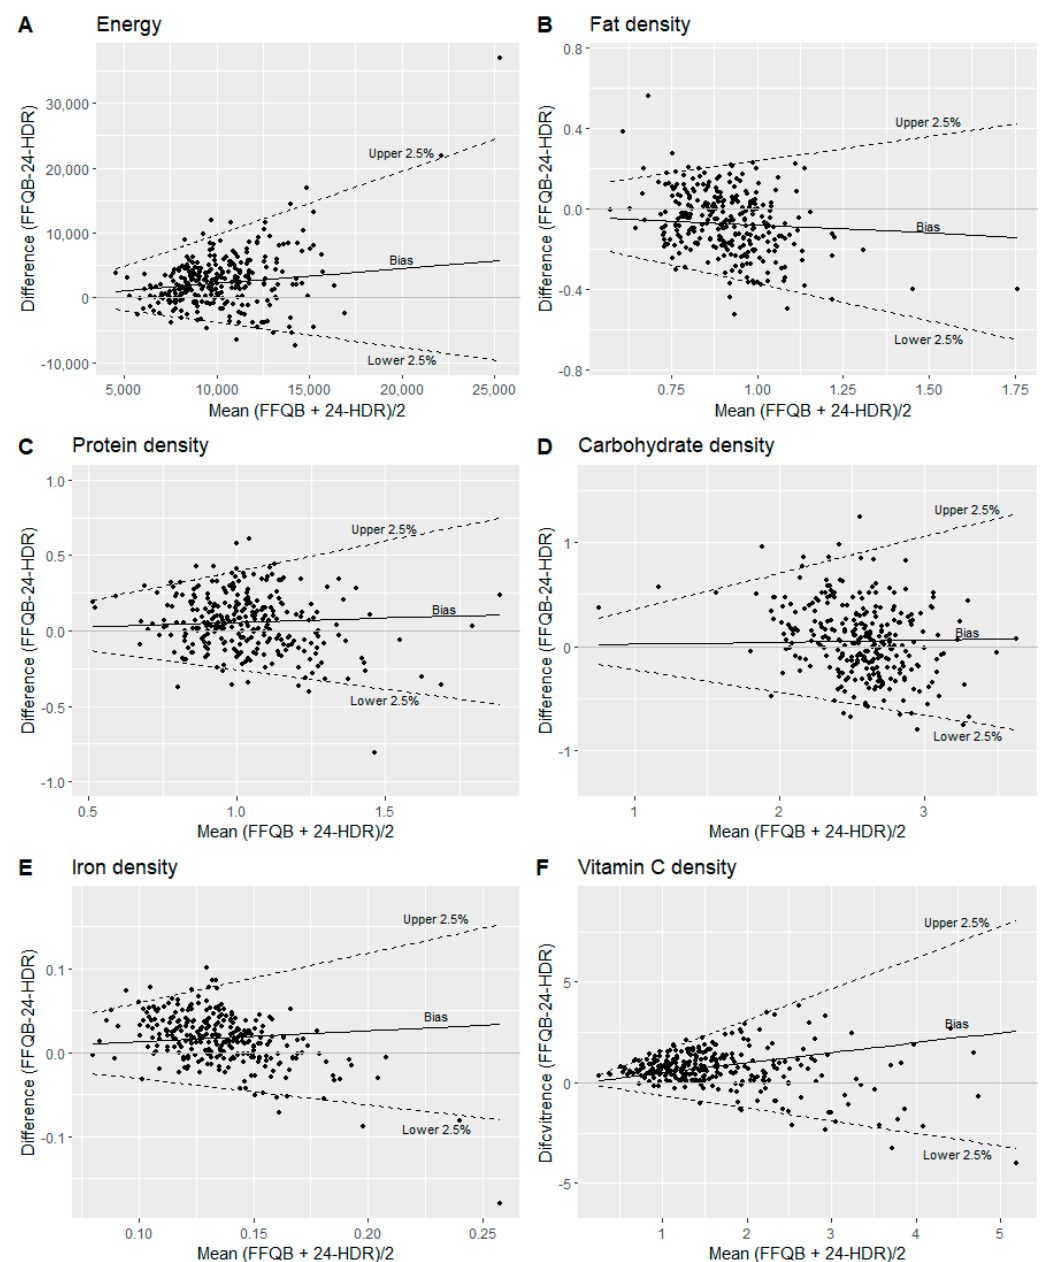 A Energy
Difference (FFQB-24-HDR)
30,000
20,000
10,000
0
-10,000
Upper 2.5%
Bias
Lower 2.5%
5,000 10,000 15,000 20,000 25,000
Mean (FFQB + 24-HDR)/2
B Fat density
Difference (FFQB-24-HDR)
0.8
0.4
0.0
-0.4
-0.8
Upper 2.5%
Bias
Lower 2.5%
0.75 1.00 1.25 1.50 1.75
Mean (FFQB + 24-HDR)/2
C Protein density
Difference (FFQB-24-HDR)
1.0
0.5
0.0
-0.5
-1.0
Upper 2.5%
Bias
Lower 2.5%
0.5 1.0 1.5
Mean (FFQB + 24-HDR)/2
D Carbohydrate density
Difference (FFQB-24-HDR)
1
0
-1
Upper 2.5%
Bias
Lower 2.5%
1 2 3
Mean (FFQB + 24-HDR)/2
E Iron density
Difference (FFQB-24-HDR)
0.1
0.0
-0.1
Upper 2.5%
Bias
Lower 2.5%
0.10 0.15 0.20 0.25
Mean (FFQB + 24-HDR)/2
F Vitamin C density
Difcvitrence (FFQB-24-HDR)
5
0
-5
Upper 2.5%
Bias
Lower 2.5%
1 2 3 4 5
Mean (FFQB + 24-HDR)/2